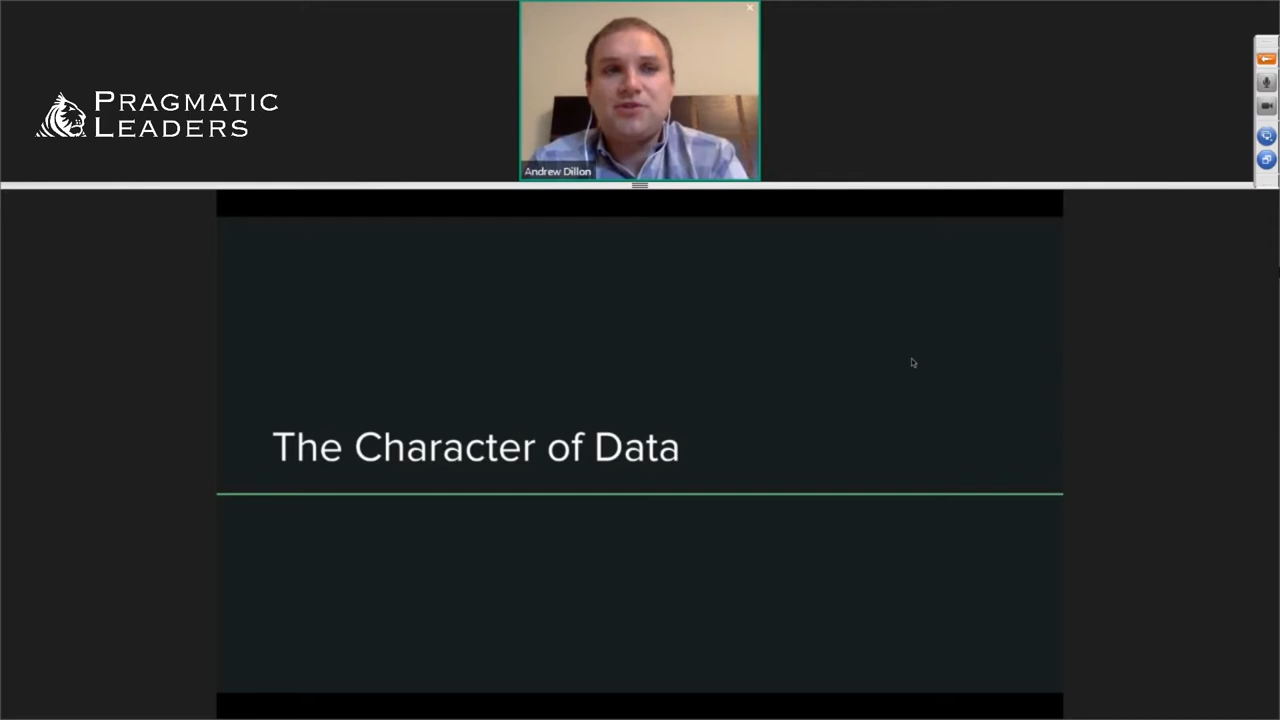 PRAGMATIC
LEADERS
Andrew Dillon
The Character of Data